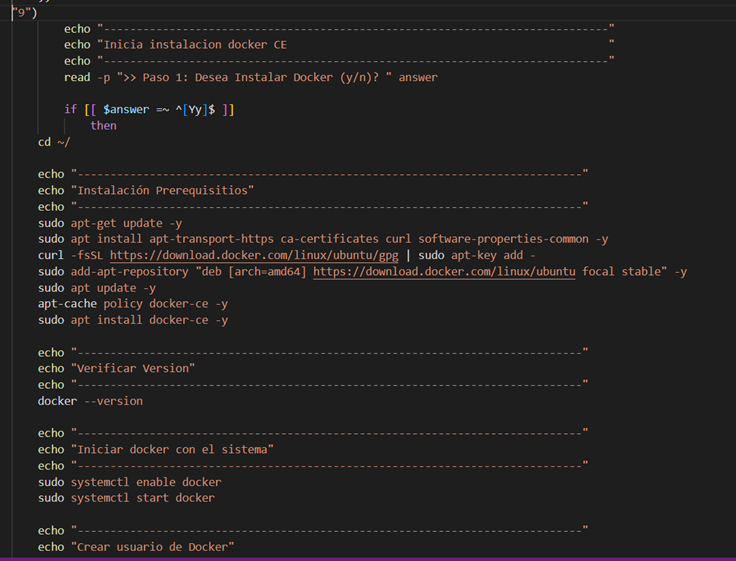 "9")
echo "-----------------------------------------------------------------------------"
echo "Inicia instalacion docker CE                                                 "
echo "-----------------------------------------------------------------------------"
read -p ">> Paso 1: Desea Instalar Docker (y/n)? " answer
if [[ $answer =~ ^[Yy]$ ]]
then
cd ~/
echo "-----------------------------------------------------------------------------"
echo "Instalación Prerequisitios"
echo "-----------------------------------------------------------------------------"
sudo apt-get update -y
sudo apt install apt-transport-https ca-certificates curl software-properties-common -y
curl -fsSL https://download.docker.com/linux/ubuntu/gpg | sudo apt-key add -
sudo add-apt-repository "deb [arch=amd64] https://download.docker.com/linux/ubuntu focal stable" -y
sudo apt update -y
apt-cache policy docker-ce -y
sudo apt install docker-ce -y
echo "-----------------------------------------------------------------------------"
echo "Verificar Version"
echo "-----------------------------------------------------------------------------"
docker --version
echo "-----------------------------------------------------------------------------"
echo "Iniciar docker con el sistema"
echo "-----------------------------------------------------------------------------"
sudo systemctl enable docker
sudo systemctl start docker
echo "-----------------------------------------------------------------------------"
echo "Crear usuario de Docker"